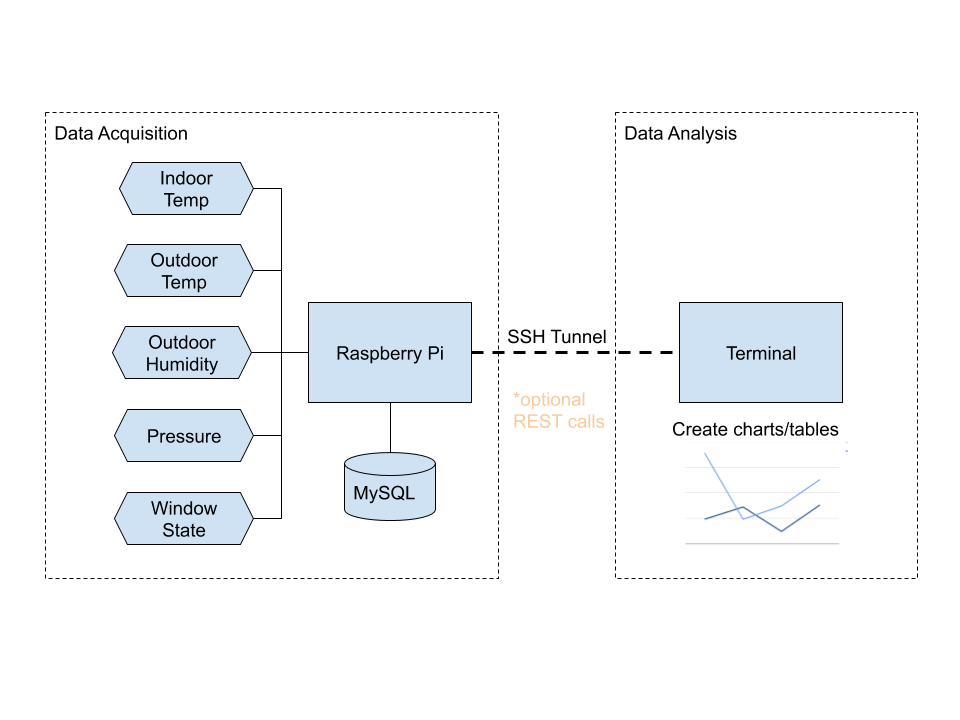 Data Acquisition
Indoor
Temp
Outdoor
Temp
Outdoor
Humidity
Pressure
Window
State
Raspberry Pi
MySQL
SSH Tunnel
*optional
REST calls
Data Analysis
Terminal
Create charts/tables